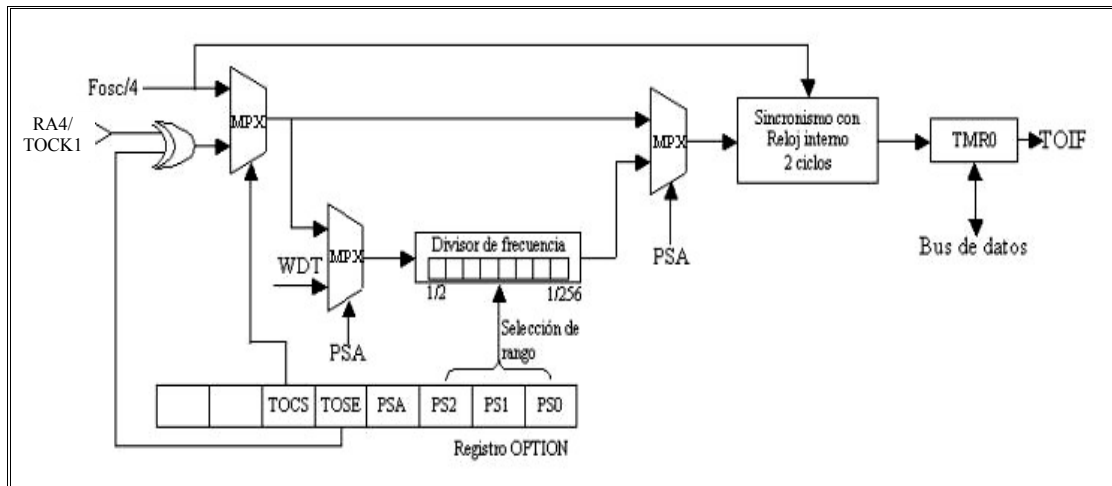 Fosc/4
RA4/
TOCK1
MPX
MPX
Sincronismo con
Reloj interno
2 ciclos
TMR0
TOIF
Bus de datos
MPX
WDT
PSA
Divisor de frecuencia
1/2
1/256
PSA
Selección de
rango
TOCS
TOSE
PSA
PS2
PS1
PS0
Registro OPTION